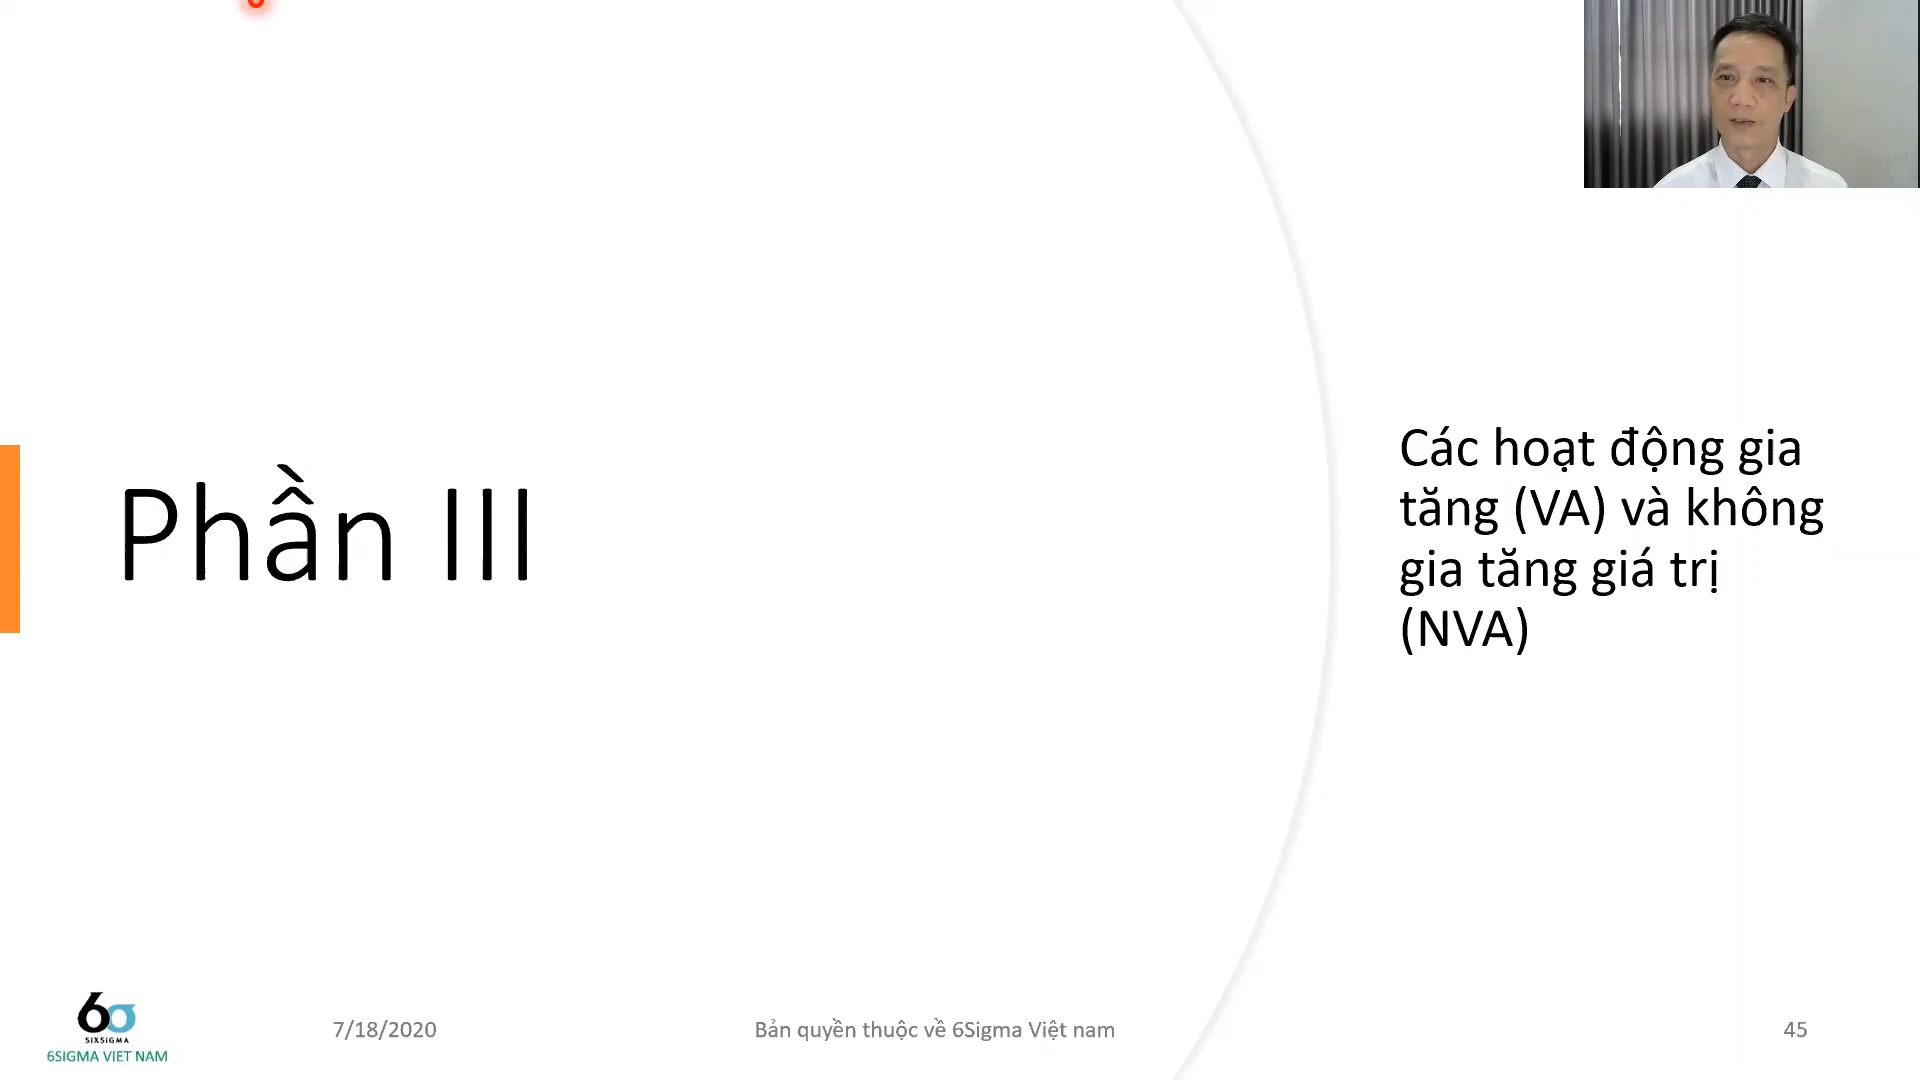 Phần III
Các hoạt động gia
tăng (VA) và không
gia tăng giá trị
(NVA)
6σ
SIXSIGMA
6SIGMA VIET NAM
7/18/2020
Bản quyền thuộc về 6Sigma Việt nam
45